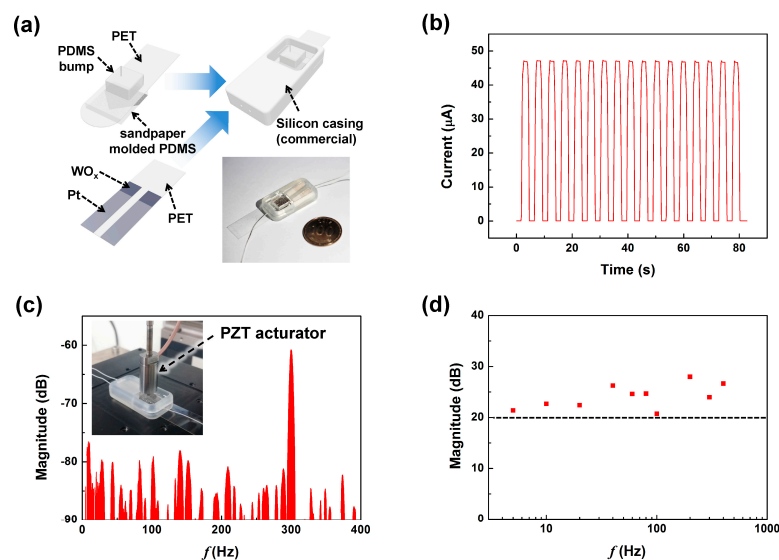 (a)
PET
PDMS
bump
sandpaper
molded PDMS
Silicon casing
(commercial)
WOx
Pt
PET
(b)
50
40
30
20
10
0
Current (μA)
0 20 40 60 80
Time (s)
(c)
PZT acturator
-60
-70
-80
-90
Magnitude (dB)
0 100 200 300 400
f (Hz)
(d)
40
30
20
10
0
Magnitude (dB)
10 100 1000
f (Hz)